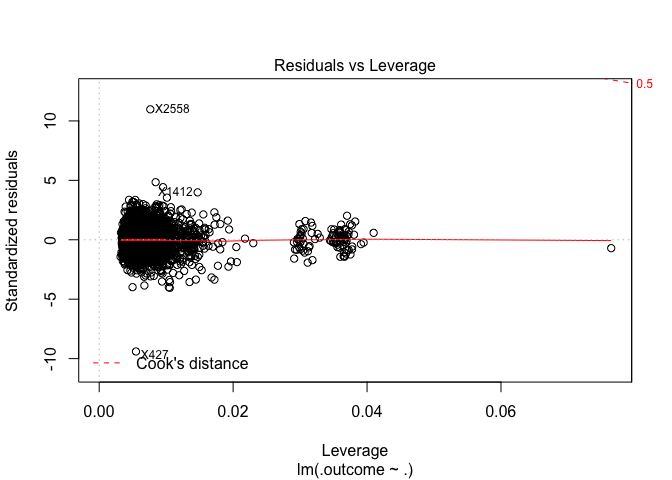 Residuals vs Leverage
0.5
X2558
X1412
X427
Cook's distance
10
5
0
-5
-10
Standardized residuals
0.00 0.02 0.04 0.06
Leverage
lm(.outcome ~ .)